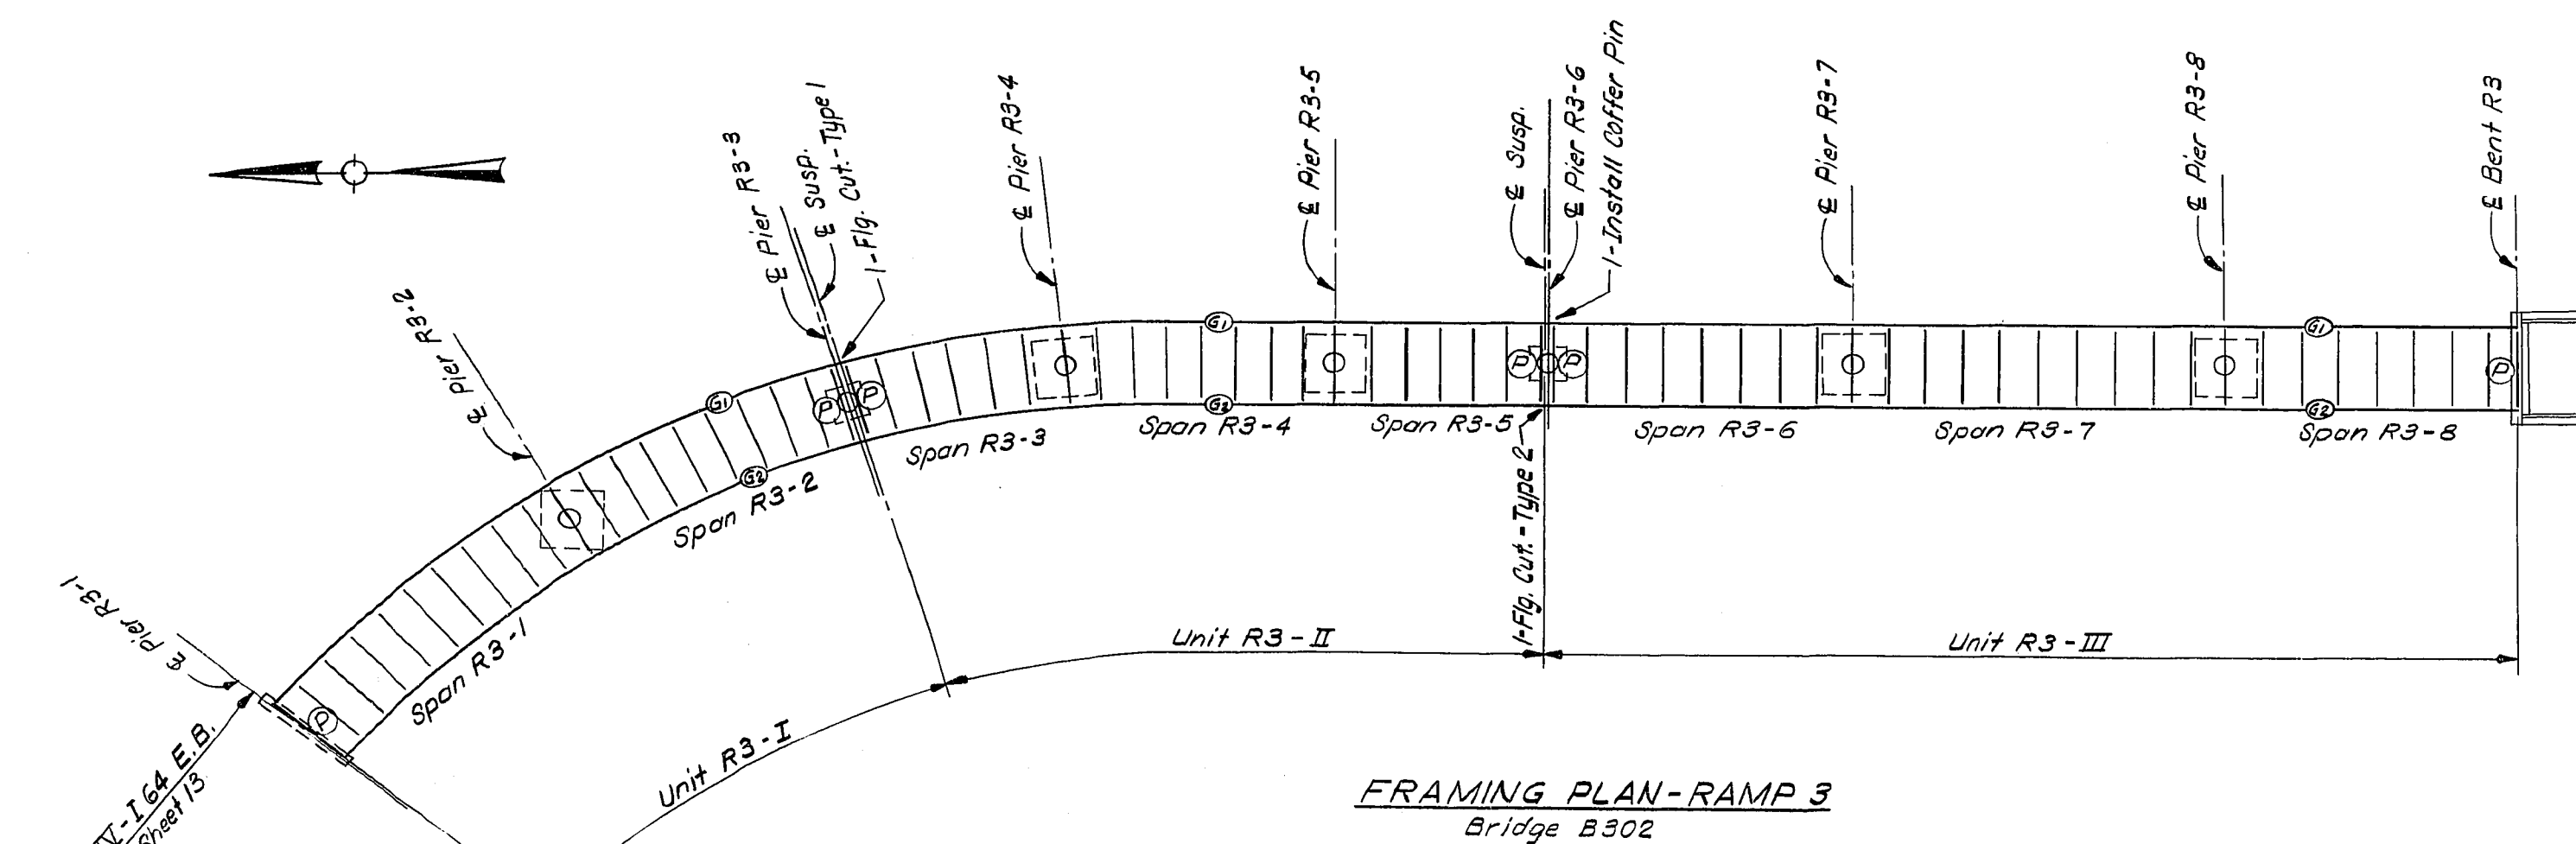 ℄ Pier R3-1
℄ Pier R3-2
℄ Pier R3-3
℄ Susp.
1-Flg. Cut.-Type 1
℄ Pier R3-4
℄ Pier R3-5
℄ Susp.
℄ Pier R3-6
1-Install Cotter Pin
℄ Pier R3-7
℄ Pier R3-8
℄ Bent R3
G1
G1
G1
G2
G2
G2
P
P
P
P
P
P
Span R3-1
Span R3-2
Span R3-3
Span R3-4
Span R3-5
Span R3-6
Span R3-7
Span R3-8
1-Flg. Cut.-Type 2
Unit R3-I
Unit R3-II
Unit R3-III
-I 64 E.B.
Sheet 13
FRAMING PLAN-RAMP 3
Bridge B302